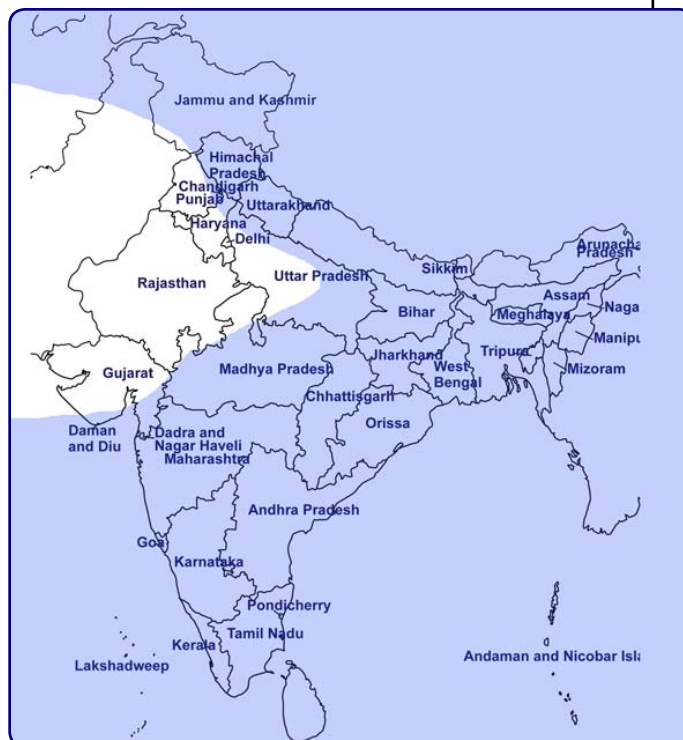 Jammu and Kashmir
Himachal
Pradesh
Chandigarh
Punjab
Uttarakhand
Haryana
Delhi
Arunacha
Pradesh
Sikkim
Uttar Pradesh
Rajasthan
Assam
Naga
Bihar
Meghalaya
Manipu
Jharkhand
Tripura
Gujarat
Madhya Pradesh
West
Bengal
Mizoram
Chhattisgarh
Orissa
Daman
and Diu
Dadra and
Nagar Haveli
Maharashtra
Andhra Pradesh
Goa
Karnataka
Pondicherry
Tamil Nadu
Kerala
Lakshadweep
Andaman and Nicobar Isla